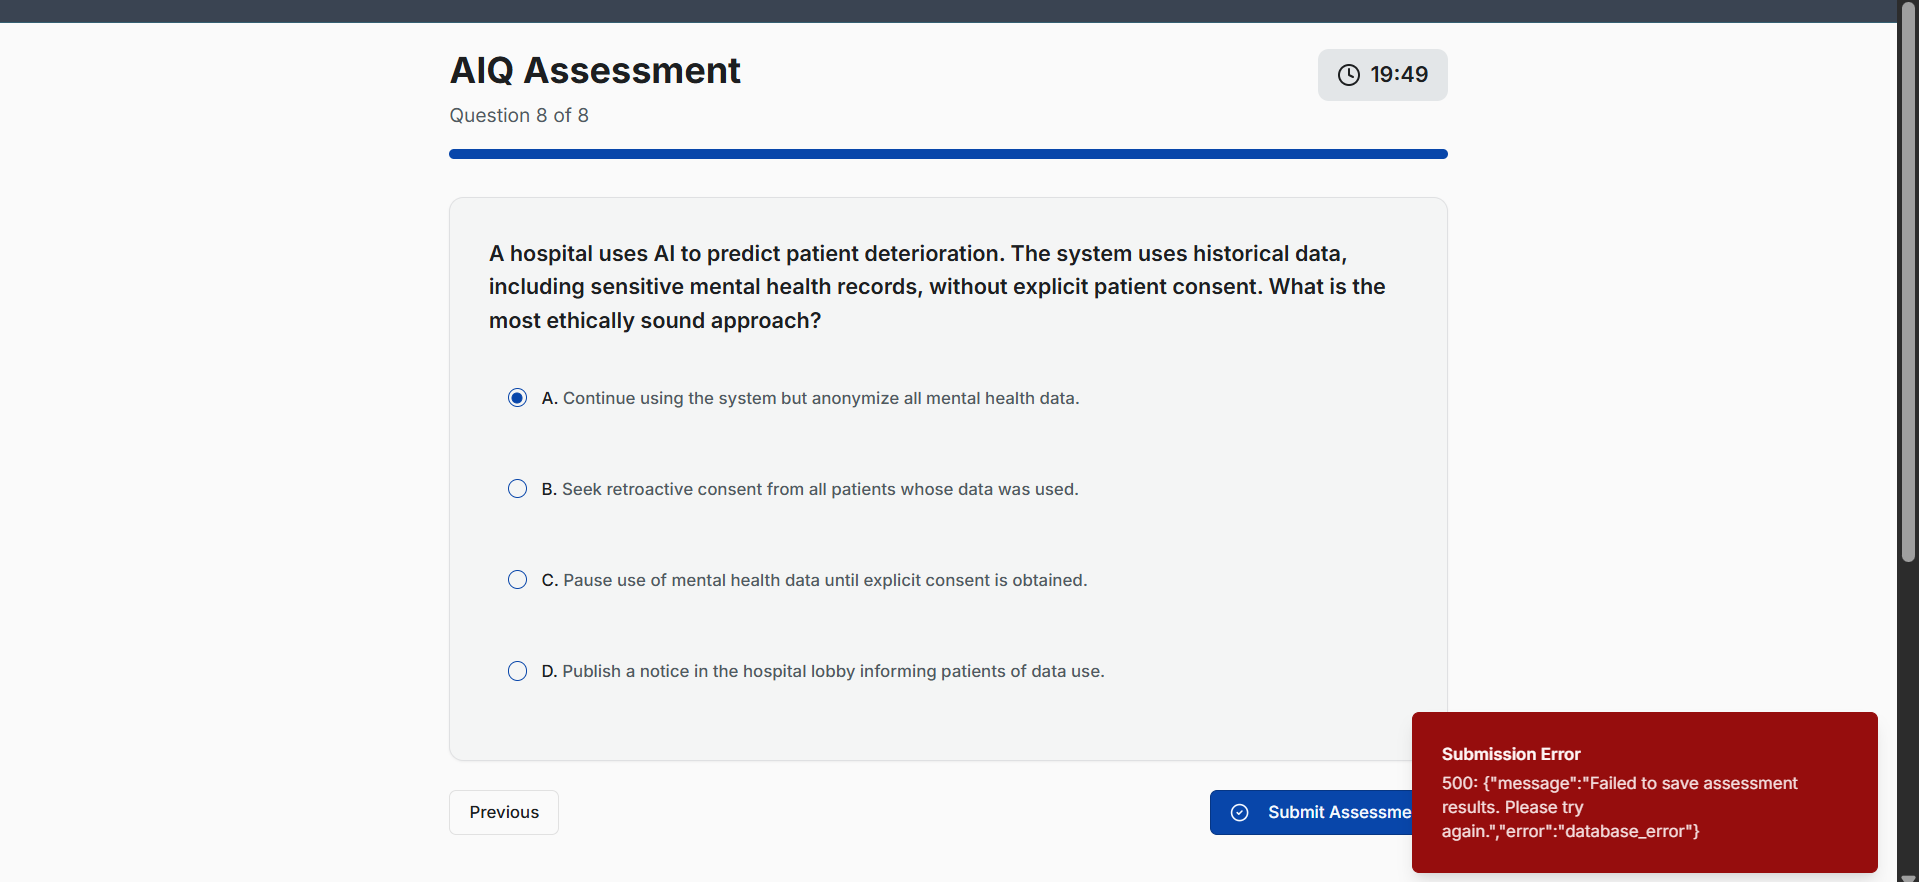 AIQ Assessment
19:49
Question 8 of 8
A hospital uses AI to predict patient deterioration. The system uses historical data,
including sensitive mental health records, without explicit patient consent. What is the
most ethically sound approach?
A. Continue using the system but anonymize all mental health data.
B. Seek retroactive consent from all patients whose data was used.
C. Pause use of mental health data until explicit consent is obtained.
D. Publish a notice in the hospital lobby informing patients of data use.
Previous
Submit Assessme
Submission Error
500: {"message":"Failed to save assessment
results. Please try
again.","error":"database_error"}